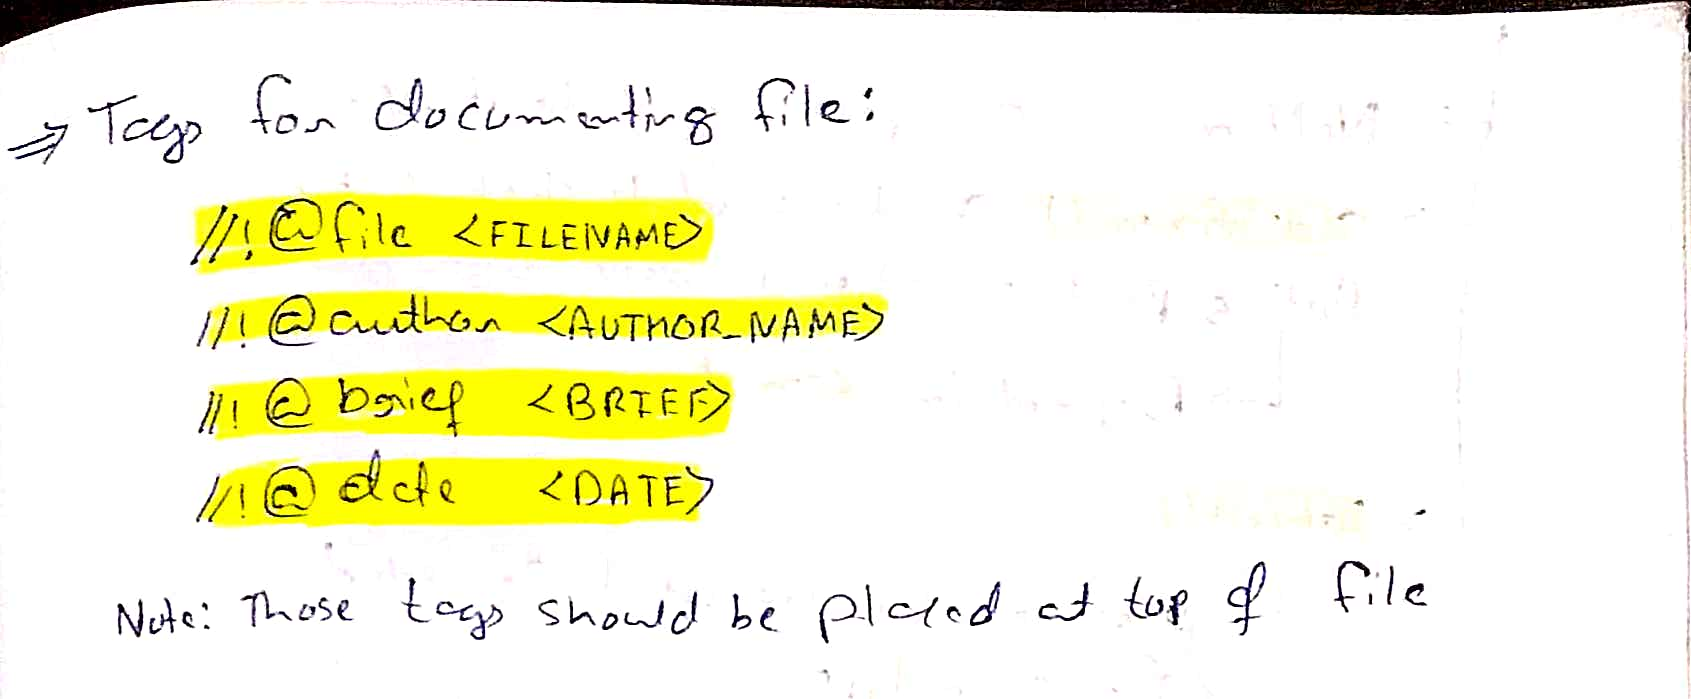 ⇒ Tags for documenting file:
//! @file <FILENAME>
//! @author <AUTHOR_NAME>
//! @brief <BRIEF>
//! @date <DATE>
Note: Those tags should be placed at top of file